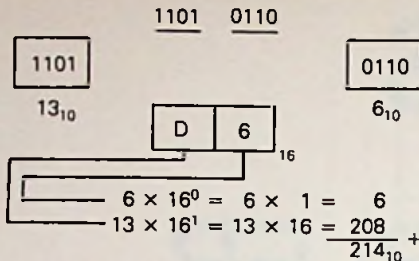 1101 0110
1101 0110
13₁₀ 6₁₀
D 6 ₁₆
6 × 16⁰ = 6 × 1 = 6
13 × 16¹ = 13 × 16 = 208 +
214₁₀